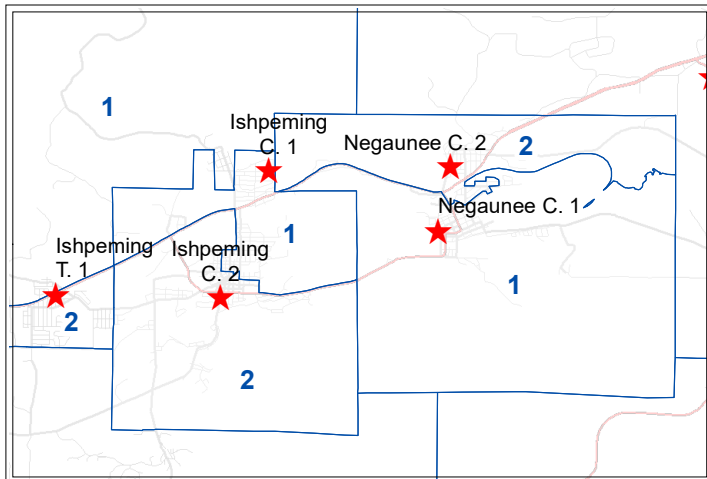 1
Ishpeming
C. 1
Negaunee C. 2
2
Negaunee C. 1
Ishpeming
T. 1
Ishpeming
C. 2
1
1
2
2